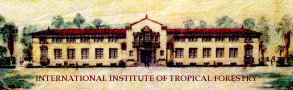 INTERNATIONAL INSTITUTE OF TROPICAL FORESTRY